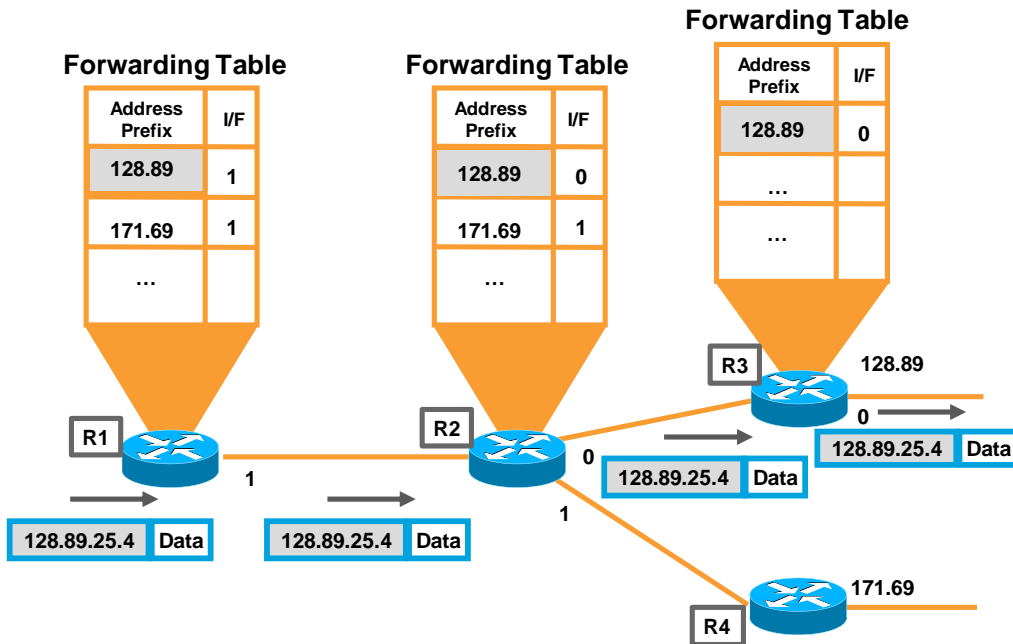 Forwarding Table
Address Prefix I/F
128.89 1
171.69 1
…
Forwarding Table
Address Prefix I/F
128.89 0
171.69 1
…
Forwarding Table
Address Prefix I/F
128.89 0
…
…
R1
1
R2
0
1
R3
128.89
0
R4
171.69
128.89.25.4 Data
128.89.25.4 Data
128.89.25.4 Data
128.89.25.4 Data